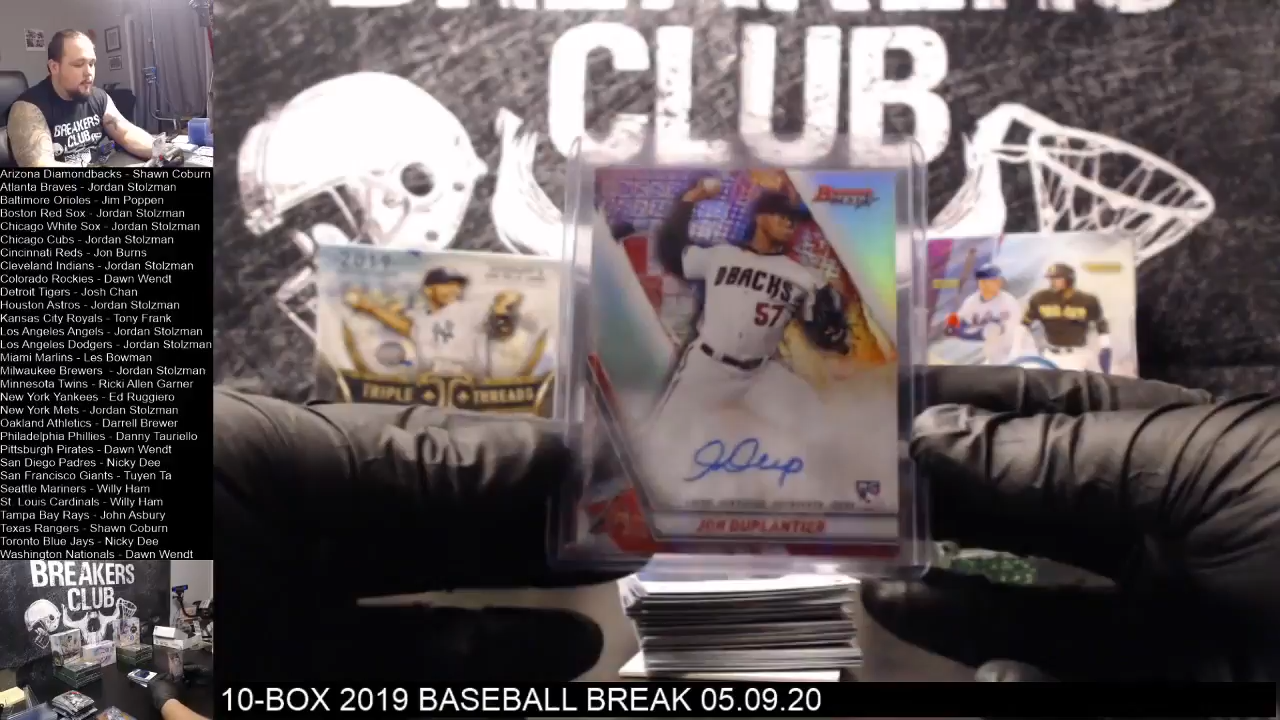 BREAKERS
CLUB
BREAKERS
CLUB
Arizona Diamondbacks - Shawn Coburn
Atlanta Braves - Jordan Stolzman
Baltimore Orioles - Jim Poppen
Boston Red Sox - Jordan Stolzman
Chicago White Sox - Jordan Stolzman
Chicago Cubs - Jordan Stolzman
Cincinnati Reds - Jon Burns
Cleveland Indians - Jordan Stolzman
Colorado Rockies - Dawn Wendt
Detroit Tigers - Josh Chan
Houston Astros - Jordan Stolzman
Kansas City Royals - Tony Frank
Los Angeles Angels - Jordan Stolzman
Los Angeles Dodgers - Jordan Stolzman
Miami Marlins - Les Bowman
Milwaukee Brewers - Jordan Stolzman
Minnesota Twins - Ricki Allen Garner
New York Yankees - Ed Ruggiero
New York Mets - Jordan Stolzman
Oakland Athletics - Darrell Brewer
Philadelphia Phillies - Danny Tauriello
Pittsburgh Pirates - Dawn Wendt
San Diego Padres - Nicky Dee
San Francisco Giants - Tuyen Ta
Seattle Mariners - Willy Ham
St. Louis Cardinals - Willy Ham
Tampa Bay Rays - John Asbury
Texas Rangers - Shawn Coburn
Toronto Blue Jays - Nicky Dee
Washington Nationals - Dawn Wendt
2019
NY
TRIPLE THREADS
Bowman's
DBACKS
57
RC
JON DUPLANTIER
BREAKERS
CLUB
10-BOX 2019 BASEBALL BREAK 05.09.20